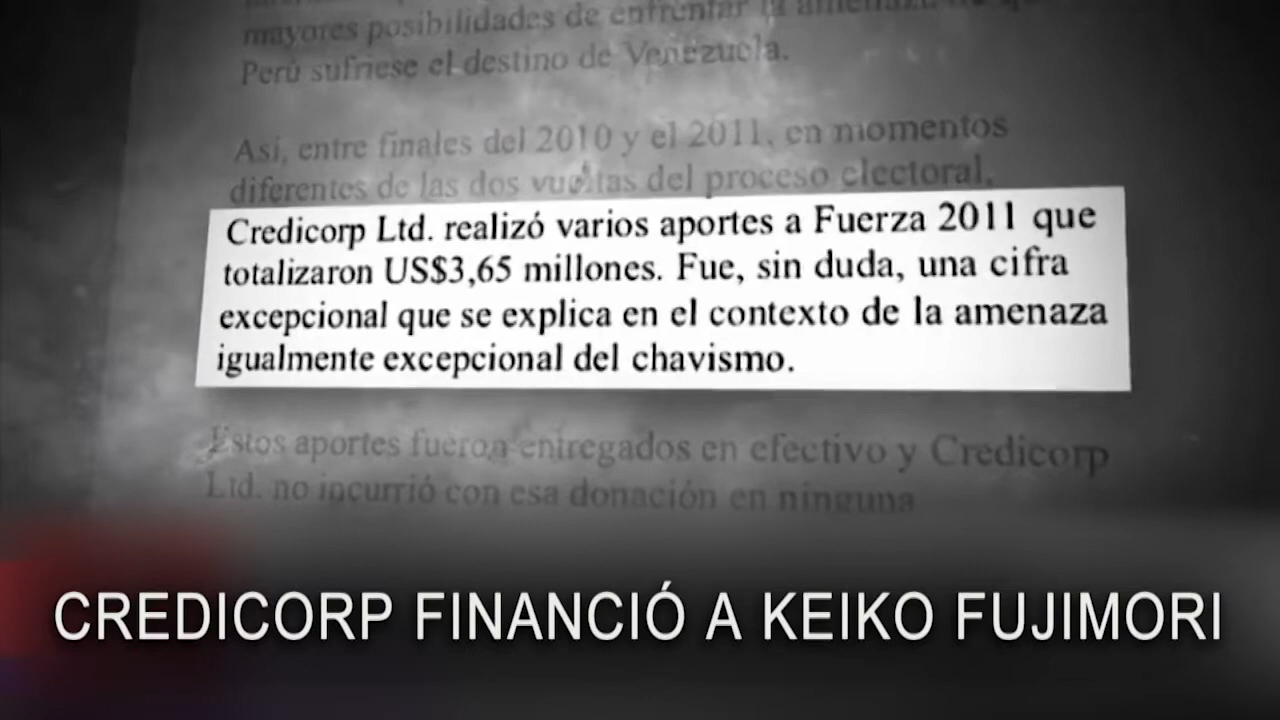 mayores posibilidades de enfrentar la amenaza
Perú sufriese el destino de Venezuela.
Así, entre finales del 2010 y el 2011, en momentos
diferentes de las dos vueltas del proceso electoral,
Credicorp Ltd. realizó varios aportes a Fuerza 2011 que
totalizaron US$3,65 millones. Fue, sin duda, una cifra
excepcional que se explica en el contexto de la amenaza
igualmente excepcional del chavismo.
Estos aportes fueron entregados en efectivo y Credicorp
Ltd. no incurrió con esa donación en ninguna
CREDICORP FINANCIÓ A KEIKO FUJIMORI